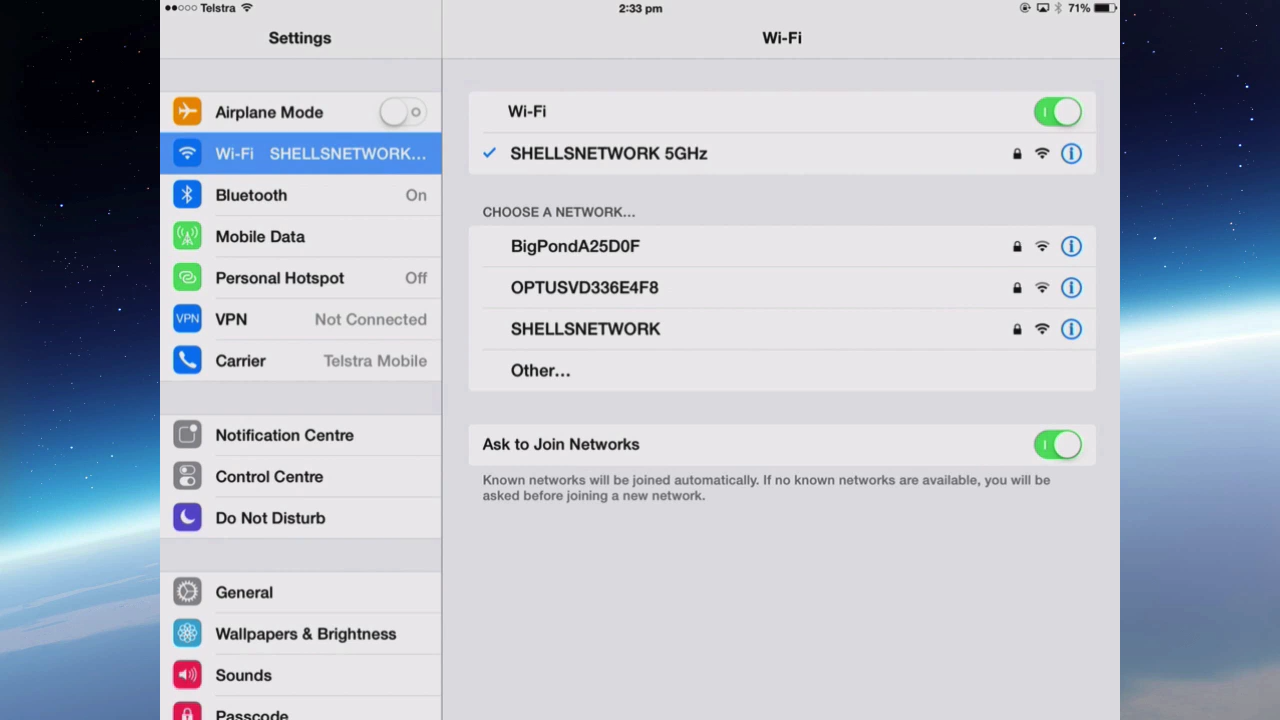 Telstra 2:33 pm 71%
Settings
Wi-Fi
Airplane Mode
Wi-Fi SHELLSNETWORK...
Bluetooth On
Mobile Data
Personal Hotspot Off
VPN VPN Not Connected
Carrier Telstra Mobile
Notification Centre
Control Centre
Do Not Disturb
General
Wallpapers & Brightness
Sounds
Passcode
Wi-Fi
SHELLSNETWORK 5GHz
CHOOSE A NETWORK...
BigPondA25D0F
OPTUSVD336E4F8
SHELLSNETWORK
Other...
Ask to Join Networks
Known networks will be joined automatically. If no known networks are available, you will be
asked before joining a new network.